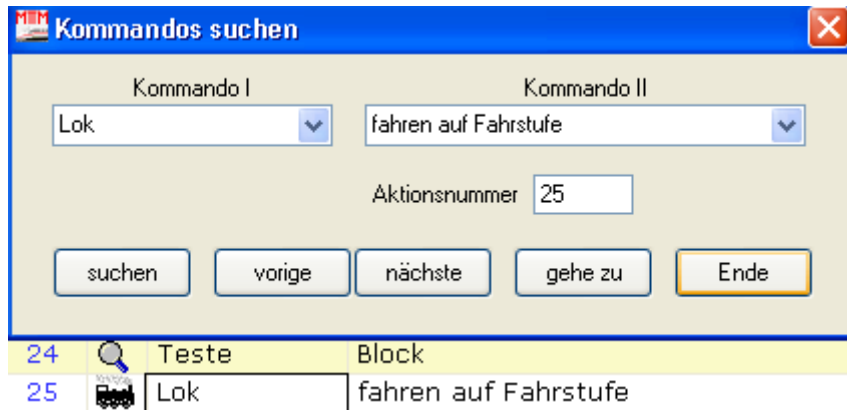 MTTM Kommandos suchen
Kommando I Kommando II
Lok fahren auf Fahrstufe
Aktionsnummer 25
suchen vorige nächste gehe zu Ende
24 Teste Block
25 Lok fahren auf Fahrstufe